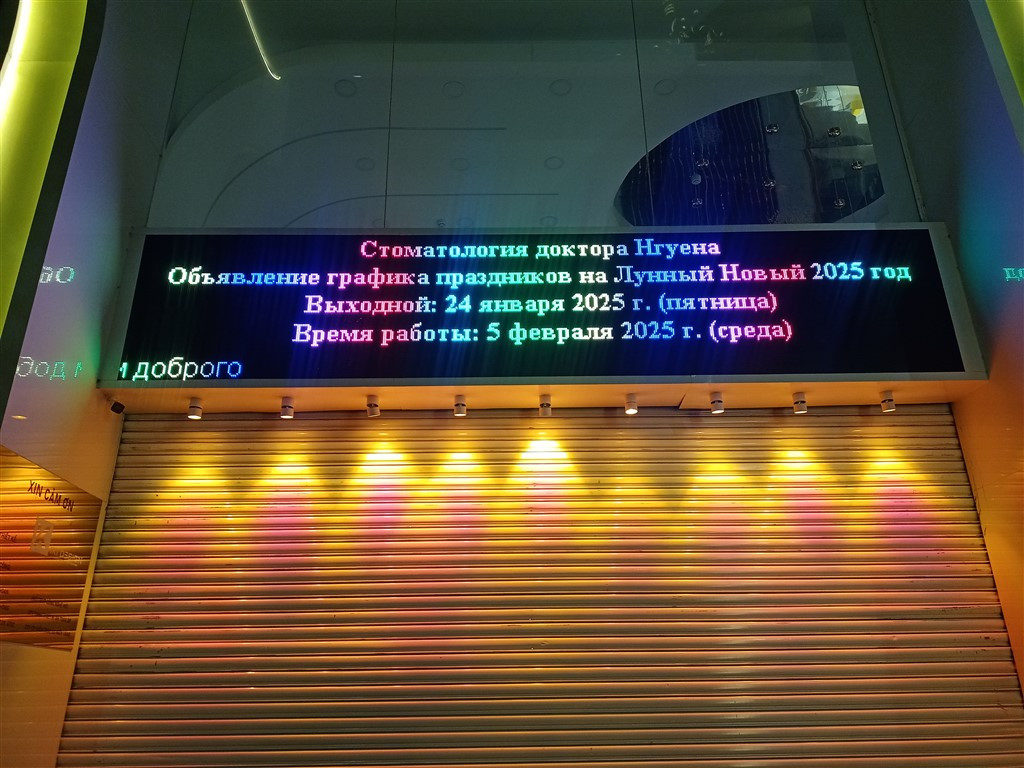 Стоматология доктора Нгуена
Объявление графика праздников на Лунный Новый 2025 год
Выходной: 24 января 2025 г. (пятница)
Время работы: 5 февраля 2025 г. (среда)
доброго
XIN CẢM ƠN